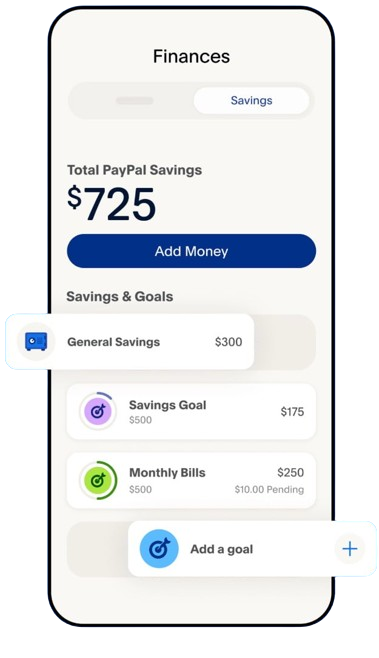 Finances
Savings
Total PayPal Savings
$725
Add Money
Savings & Goals
General Savings $300
Savings Goal $175
$500
Monthly Bills $250
$500 $10.00 Pending
Add a goal +